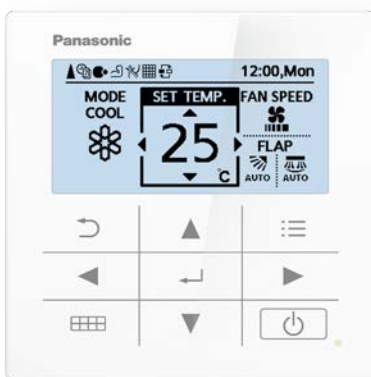 Panasonic
12:00,Mon
MODE
COOL
SET TEMP.
25
°C
FAN SPEED
FLAP
AUTO
AUTO